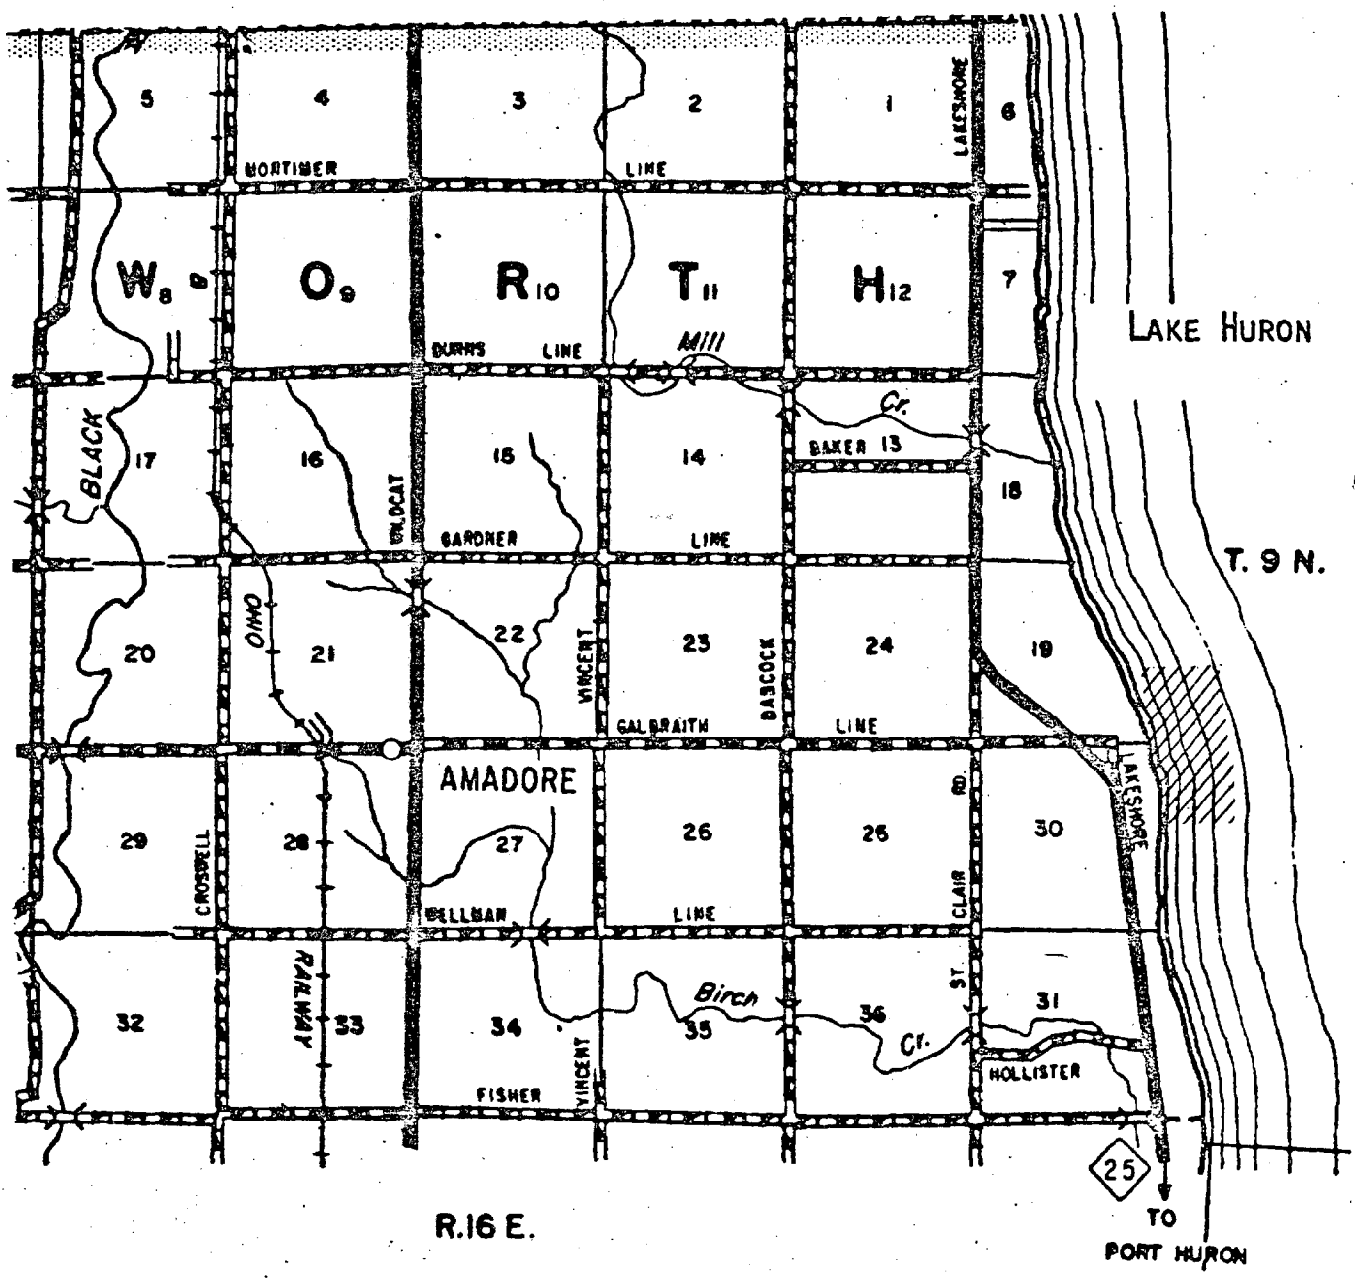 5 4 3 2 1 LAKESHORE 6
MORTIMER LINE
W8 O9 R10 T11 H12 7
LAKE HURON
BURNS LINE Mill
Cr.
BLACK 17 16 15 14 BAKER 13
18
WILDCAT
GARDNER LINE
T. 9 N.
OHIO
20 21 22 VINCENT 23 BABCOCK 24 19
GALBRAITH LINE
AMADORE
LAKESHORE
RD
29 CROSWELL 28 27 26 25 30
CLAIR
WELLMAN LINE
ST.
RAILWAY
32 33 34 Birch 35 36 31
Cr.
HOLLISTER
FISHER VINCENT
25
TO
PORT HURON
R.16 E.